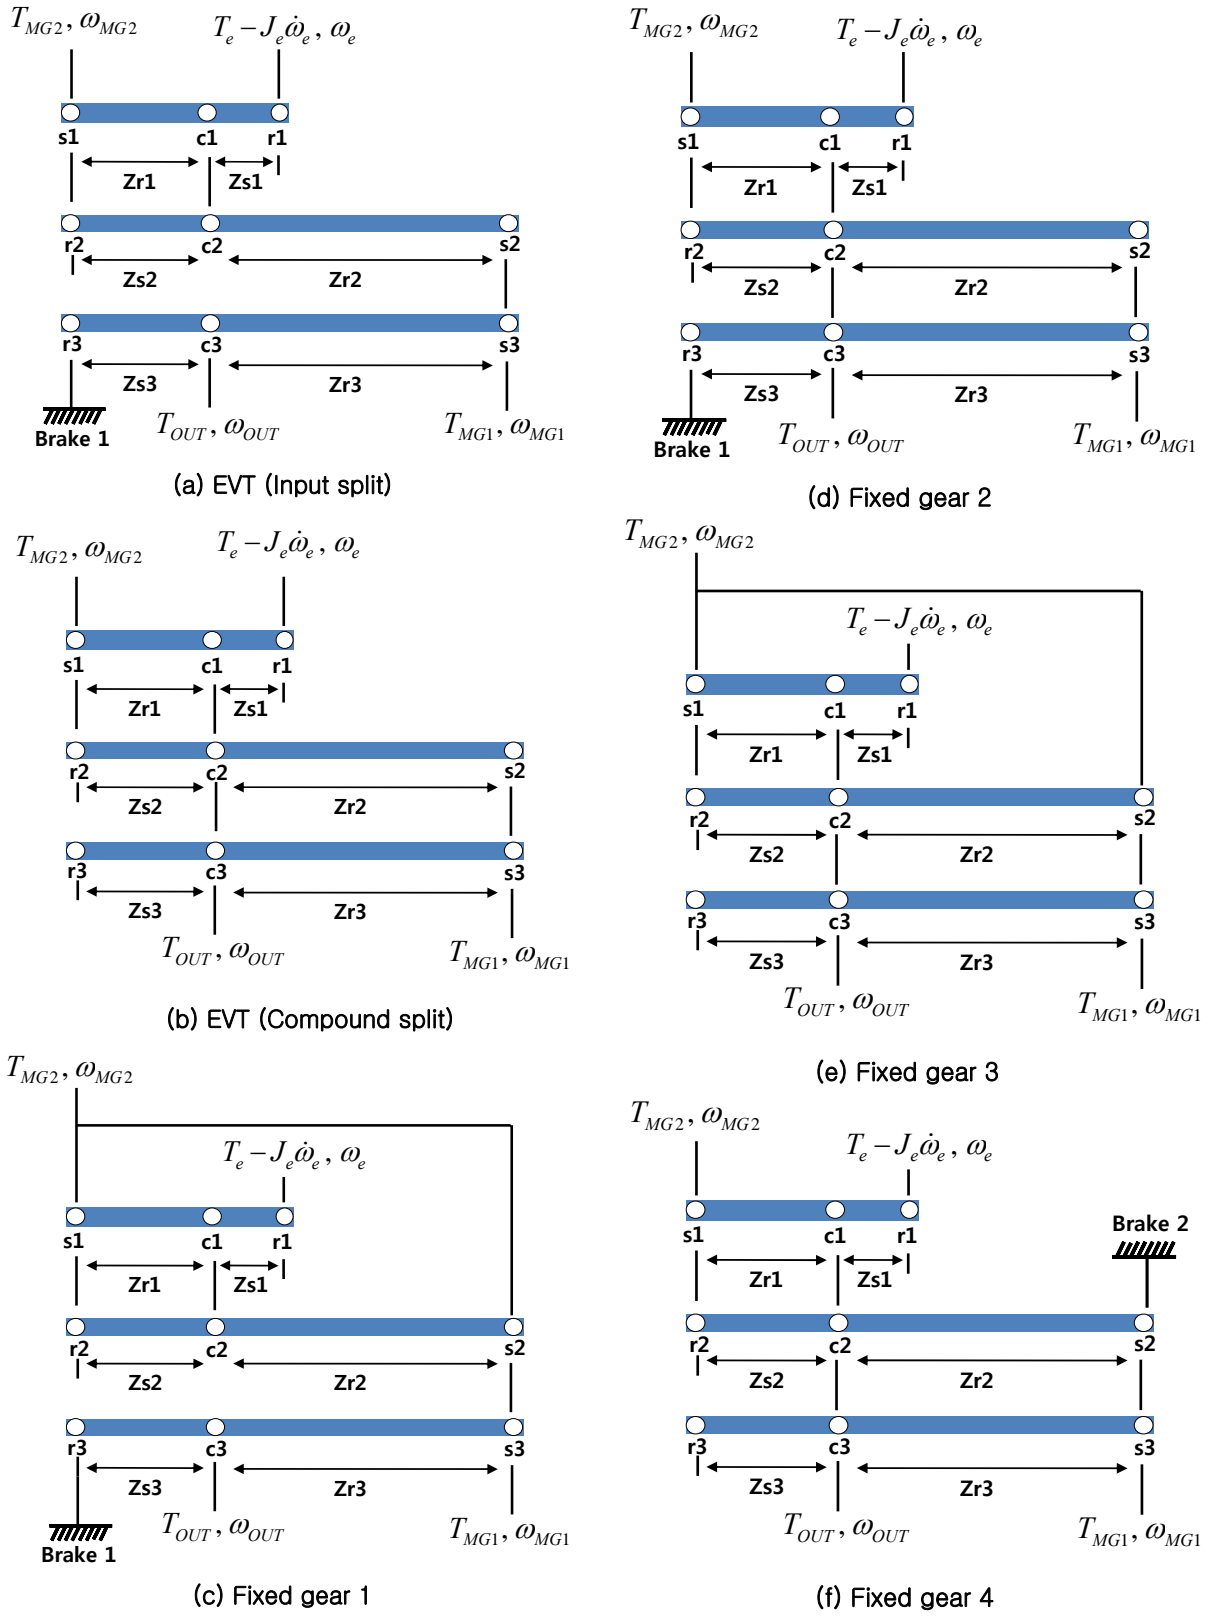 T_MG2, ω_MG2
T_e − J_e ω̇_e, ω_e
s1 c1 r1
Zr1 Zs1
r2 c2 s2
Zs2 Zr2
r3 c3 s3
Zs3 Zr3
Brake 1
T_OUT, ω_OUT
T_MG1, ω_MG1
(a) EVT (Input split)
T_MG2, ω_MG2
T_e − J_e ω̇_e, ω_e
s1 c1 r1
Zr1 Zs1
r2 c2 s2
Zs2 Zr2
r3 c3 s3
Zs3 Zr3
T_OUT, ω_OUT
T_MG1, ω_MG1
(b) EVT (Compound split)
T_MG2, ω_MG2
T_e − J_e ω̇_e, ω_e
s1 c1 r1
Zr1 Zs1
r2 c2 s2
Zs2 Zr2
r3 c3 s3
Zs3 Zr3
Brake 1
T_OUT, ω_OUT
T_MG1, ω_MG1
(c) Fixed gear 1
T_MG2, ω_MG2
T_e − J_e ω̇_e, ω_e
s1 c1 r1
Zr1 Zs1
r2 c2 s2
Zs2 Zr2
r3 c3 s3
Zs3 Zr3
Brake 1
T_OUT, ω_OUT
T_MG1, ω_MG1
(d) Fixed gear 2
T_MG2, ω_MG2
T_e − J_e ω̇_e, ω_e
s1 c1 r1
Zr1 Zs1
r2 c2 s2
Zs2 Zr2
r3 c3 s3
Zs3 Zr3
T_OUT, ω_OUT
T_MG1, ω_MG1
(e) Fixed gear 3
T_MG2, ω_MG2
T_e − J_e ω̇_e, ω_e
Brake 2
s1 c1 r1
Zr1 Zs1
r2 c2 s2
Zs2 Zr2
r3 c3 s3
Zs3 Zr3
T_OUT, ω_OUT
T_MG1, ω_MG1
(f) Fixed gear 4